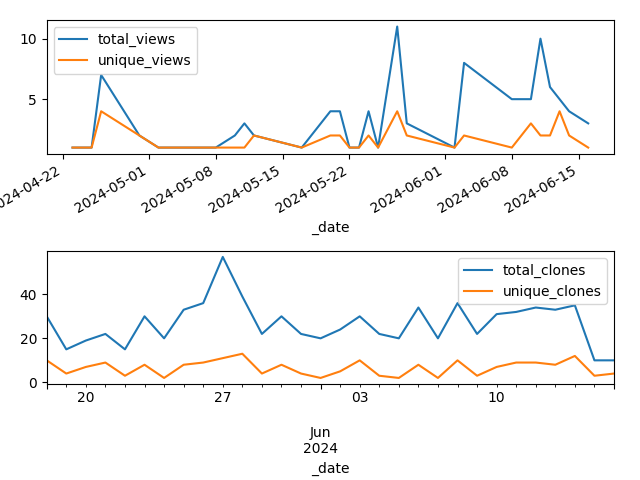 10
5
total_views
unique_views
024-04-22
2024-05-01
2024-05-08
2024-05-15
2024-05-22
2024-06-01
2024-06-08
2024-06-15
_date
40
20
0
total_clones
unique_clones
20
27
03
10
Jun
2024
_date